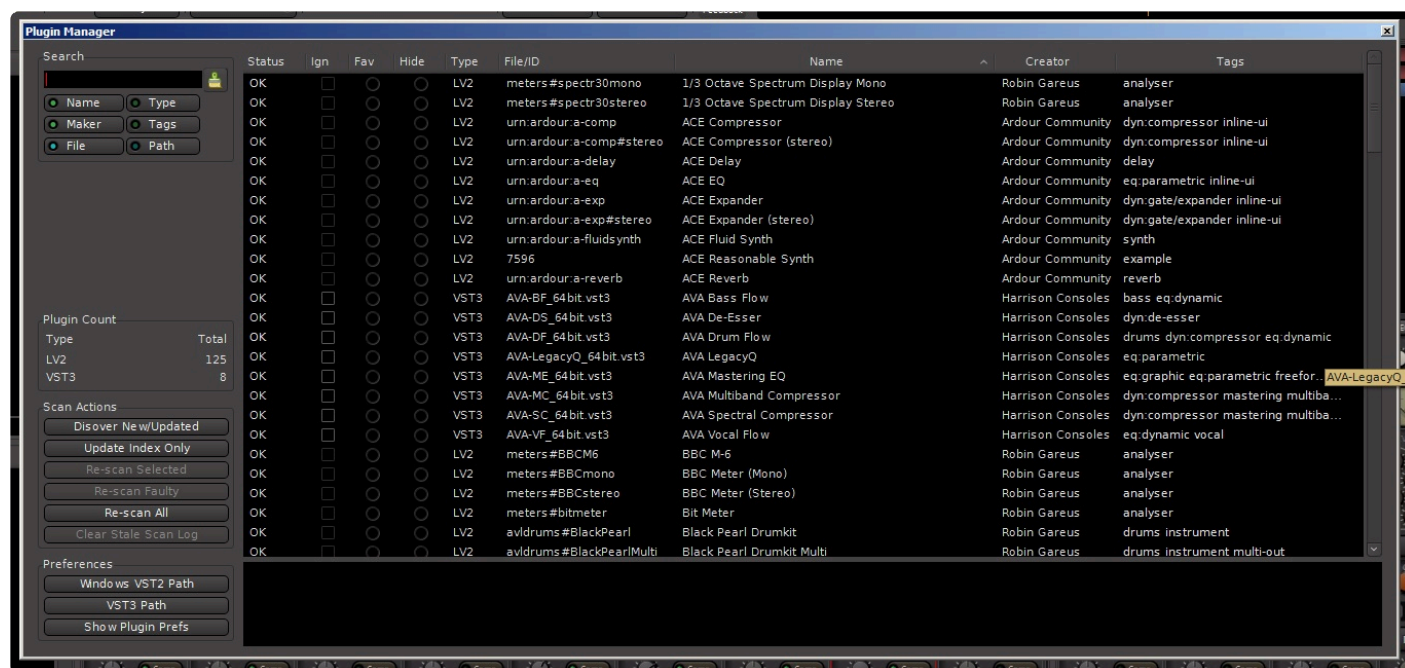 Plugin Manager
Search
Name Type
Maker Tags
File Path
Plugin Count
Type Total
LV2 125
VST3 8
Scan Actions
Disover New/Updated
Update Index Only
Re-scan Selected
Re-scan Faulty
Re-scan All
Clear Stale Scan Log
Preferences
Windows VST2 Path
VST3 Path
Show Plugin Prefs
Status Ign Fav Hide Type File/ID Name Creator Tags
OK LV2 meters#spectr30mono 1/3 Octave Spectrum Display Mono Robin Gareus analyser
OK LV2 meters#spectr30stereo 1/3 Octave Spectrum Display Stereo Robin Gareus analyser
OK LV2 urn:ardour:a-comp ACE Compressor Ardour Community dyn:compressor inline-ui
OK LV2 urn:ardour:a-comp#stereo ACE Compressor (stereo) Ardour Community dyn:compressor inline-ui
OK LV2 urn:ardour:a-delay ACE Delay Ardour Community delay
OK LV2 urn:ardour:a-eq ACE EQ Ardour Community eq:parametric inline-ui
OK LV2 urn:ardour:a-exp ACE Expander Ardour Community dyn:gate/expander inline-ui
OK LV2 urn:ardour:a-exp#stereo ACE Expander (stereo) Ardour Community dyn:gate/expander inline-ui
OK LV2 urn:ardour:a-fluidsynth ACE Fluid Synth Ardour Community synth
OK LV2 7596 ACE Reasonable Synth Ardour Community example
OK LV2 urn:ardour:a-reverb ACE Reverb Ardour Community reverb
OK VST3 AVA-BF_64bit.vst3 AVA Bass Flow Harrison Consoles bass eq:dynamic
OK VST3 AVA-DS_64bit.vst3 AVA De-Esser Harrison Consoles dyn:de-esser
OK VST3 AVA-DF_64bit.vst3 AVA Drum Flow Harrison Consoles drums dyn:compressor eq:dynamic
OK VST3 AVA-LegacyQ_64bit.vst3 AVA LegacyQ Harrison Consoles eq:parametric
OK VST3 AVA-ME_64bit.vst3 AVA Mastering EQ Harrison Consoles eq:graphic eq:parametric freefor... AVA-LegacyQ_
OK VST3 AVA-MC_64bit.vst3 AVA Multiband Compressor Harrison Consoles dyn:compressor mastering multiba...
OK VST3 AVA-SC_64bit.vst3 AVA Spectral Compressor Harrison Consoles dyn:compressor mastering multiba...
OK VST3 AVA-VF_64bit.vst3 AVA Vocal Flow Harrison Consoles eq:dynamic vocal
OK LV2 meters#BBCM6 BBC M-6 Robin Gareus analyser
OK LV2 meters#BBCmono BBC Meter (Mono) Robin Gareus analyser
OK LV2 meters#BBCstereo BBC Meter (Stereo) Robin Gareus analyser
OK LV2 meters#bitmeter Bit Meter Robin Gareus analyser
OK LV2 avldrums#BlackPearl Black Pearl Drumkit Robin Gareus drums instrument
OK LV2 avldrums#BlackPearlMulti Black Pearl Drumkit Multi Robin Gareus drums instrument multi-out